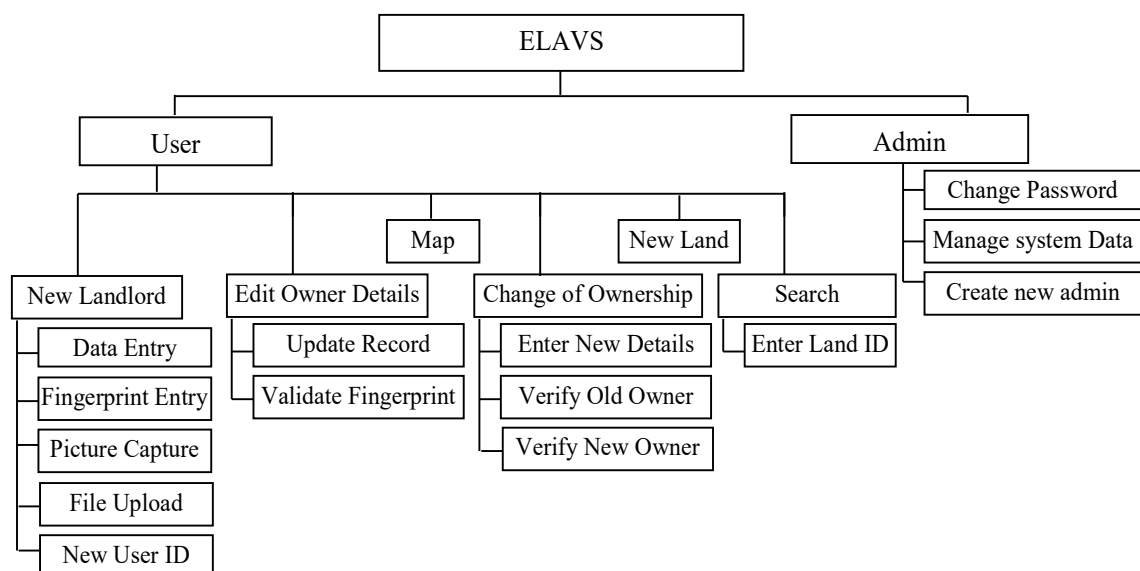 ELAVS
User
Admin
Change Password
Map
New Land
Manage system Data
New Landlord
Edit Owner Details
Change of Ownership
Search
Create new admin
Data Entry
Update Record
Enter New Details
Enter Land ID
Fingerprint Entry
Validate Fingerprint
Verify Old Owner
Picture Capture
Verify New Owner
File Upload
New User ID